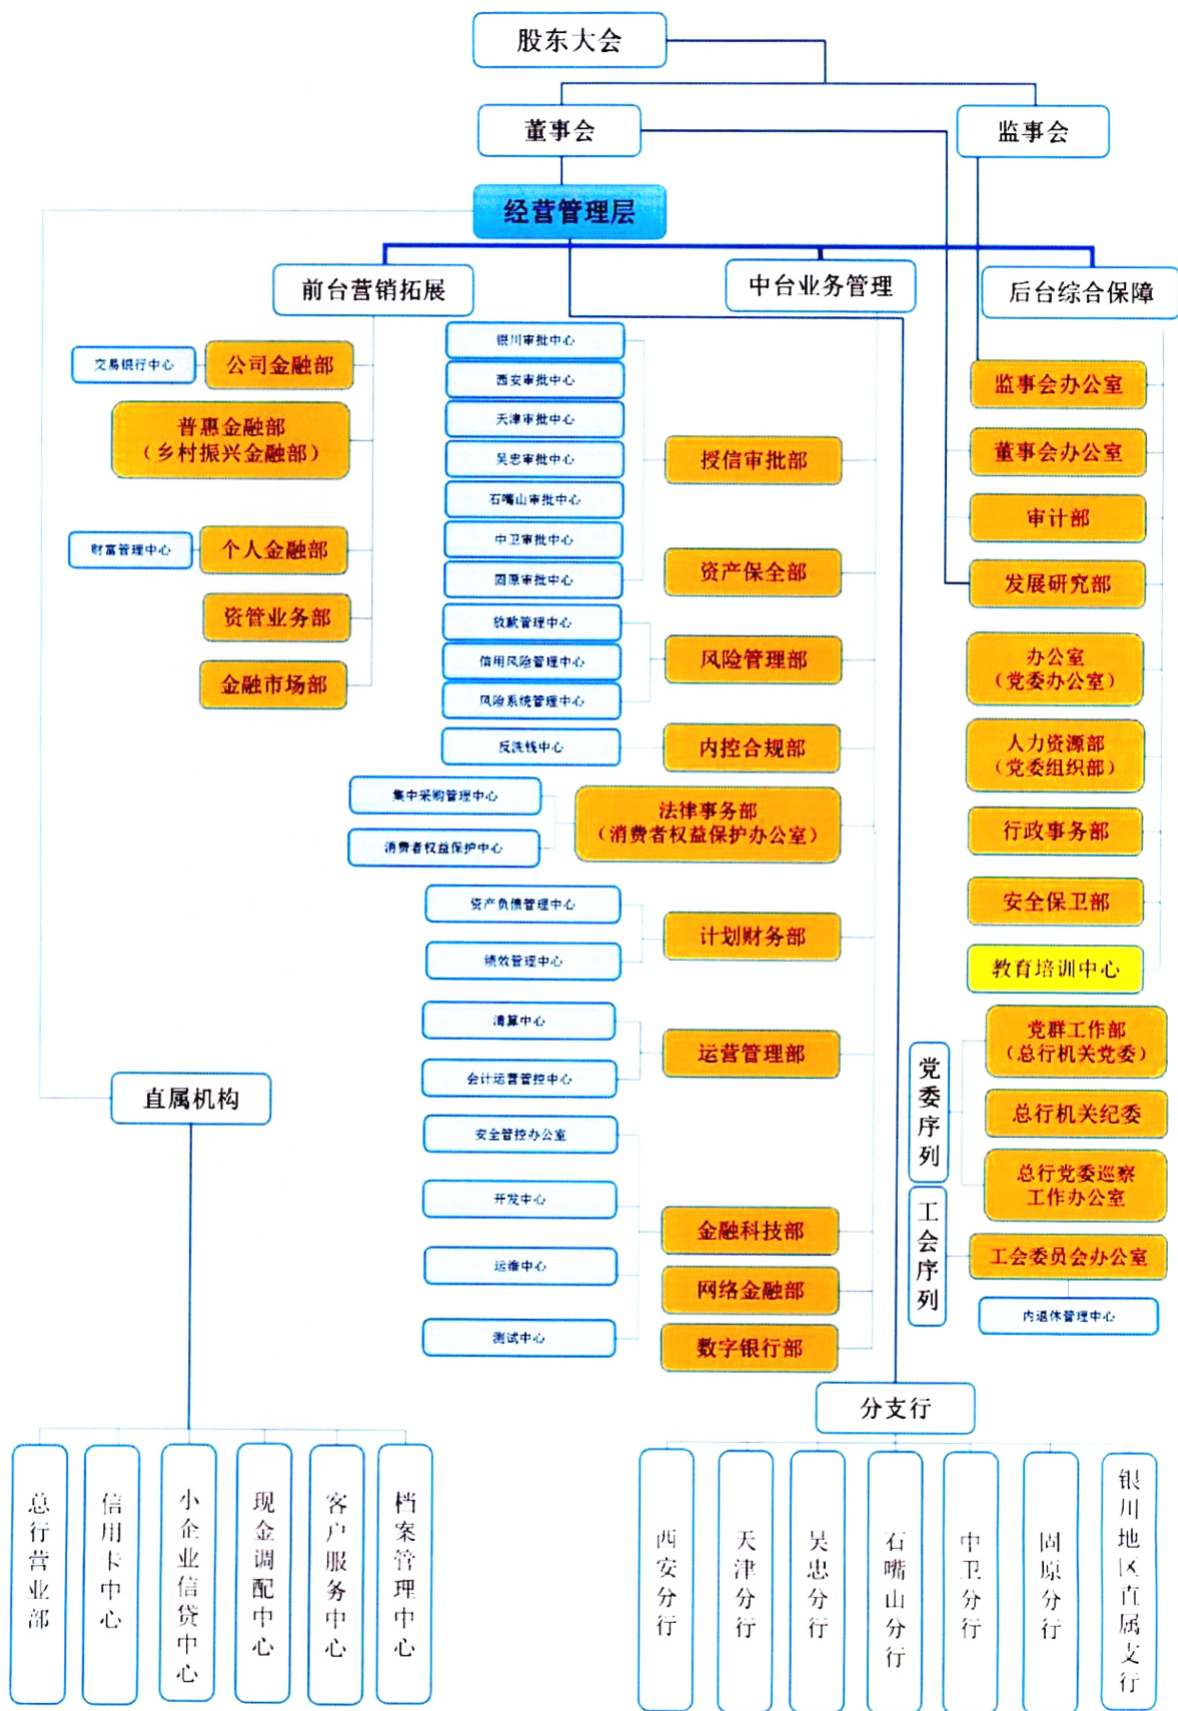 股东大会
董事会
监事会
经营管理层
前台营销拓展
中台业务管理
后台综合保障
交易银行中心
公司金融部
普惠金融部
（乡村振兴金融部）
财富管理中心
个人金融部
资管业务部
金融市场部
银川审批中心
西安审批中心
天津审批中心
吴忠审批中心
石嘴山审批中心
中卫审批中心
固原审批中心
授信审批部
资产保全部
放款管理中心
信用风险管理中心
风险系统管理中心
风险管理部
反洗钱中心
内控合规部
集中采购管理中心
消费者权益保护中心
法律事务部
（消费者权益保护办公室）
资产负债管理中心
绩效管理中心
计划财务部
清算中心
会计运营管控中心
运营管理部
安全管控办公室
开发中心
运维中心
测试中心
金融科技部
网络金融部
数字银行部
监事会办公室
董事会办公室
审计部
发展研究部
办公室
（党委办公室）
人力资源部
（党委组织部）
行政事务部
安全保卫部
教育培训中心
党委序列
党群工作部
（总行机关党委）
总行机关纪委
总行党委巡察
工作办公室
工会序列
工会委员会办公室
内退休管理中心
直属机构
总行营业部
信用卡中心
小企业信贷中心
现金调配中心
客户服务中心
档案管理中心
分支行
西安分行
天津分行
吴忠分行
石嘴山分行
中卫分行
固原分行
银川地区直属支行